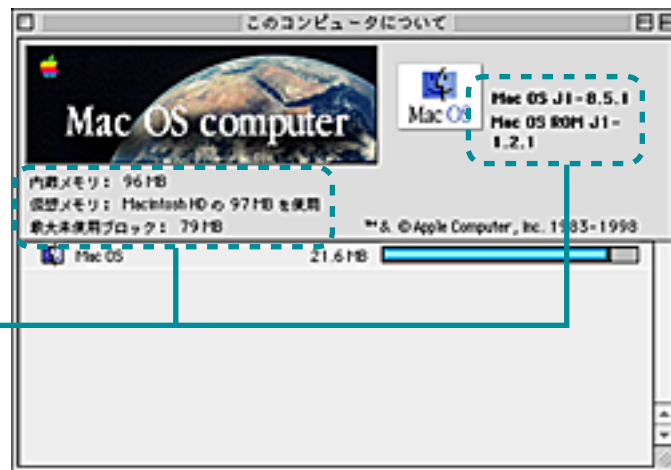 このコンピュータについて
Mac OS computer
Mac OS
Mac OS J1-8.5.1
Mac OS ROM J1-
1.2.1
内蔵メモリ： 96 MB
仮想メモリ： Macintosh HD の 97 MB を使用
最大未使用ブロック： 79 MB
™ & © Apple Computer, Inc. 1983-1998
Mac OS 21.6 MB